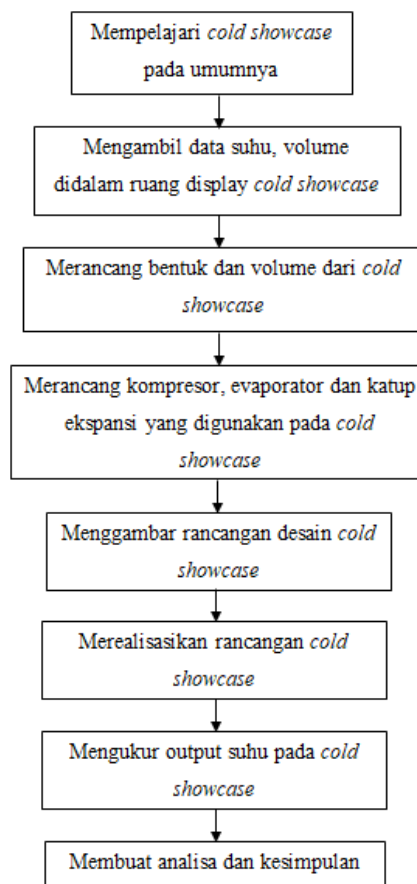 Mempelajari cold showcase
pada umumnya
Mengambil data suhu, volume
didalam ruang display cold showcase
Merancang bentuk dan volume dari cold
showcase
Merancang kompresor, evaporator dan katup
ekspansi yang digunakan pada cold
showcase
Menggambar rancangan desain cold
showcase
Merealisasikan rancangan cold
showcase
Mengukur output suhu pada cold
showcase
Membuat analisa dan kesimpulan